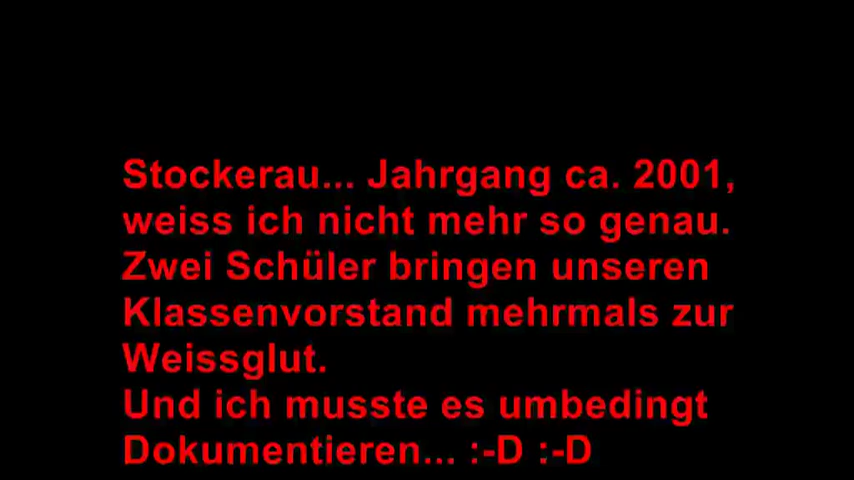 Stockerau... Jahrgang ca. 2001,
weiss ich nicht mehr so genau.
Zwei Schüler bringen unseren
Klassenvorstand mehrmals zur
Weissglut.
Und ich musste es umbedingt
Dokumentieren... :-D :-D